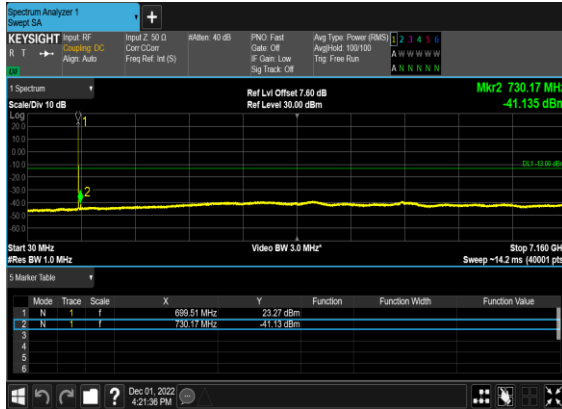 Spectrum Analyzer 1
Swept SA
+
KEYSIGHT Input: RF Input Z: 50 Ω #Atten: 40 dB PNO: Fast Avg Type: Power (RMS) 1 2 3 4 5 6
R T Coupling: DC Corr CCorr Gate: Off Avg|Hold: 100/100 A W W W W W
Align: Auto Freq Ref: Int (S) IF Gain: Low Trig: Free Run
Sig Track: Off A N N N N N
LU
1 Spectrum Ref Lvl Offset 7.60 dB Mkr2 730.17 MHz
Scale/Div 10 dB Ref Level 30.00 dBm -41.135 dBm
Log
20.0
10.0
0.00
-10.0
-20.0
-30.0
-40.0
-50.0
-60.0
1
2
DL1 -13.00 dBm
Start 30 MHz Video BW 3.0 MHz* Stop 7.160 GHz
#Res BW 1.0 MHz Sweep ~14.2 ms (40001 pts)
5 Marker Table
Mode Trace Scale X Y Function Function Width Function Value
1 N 1 f 699.51 MHz 23.27 dBm
2 N 1 f 730.17 MHz -41.13 dBm
3
4
5
6
? Dec 01, 2022
4:21:36 PM